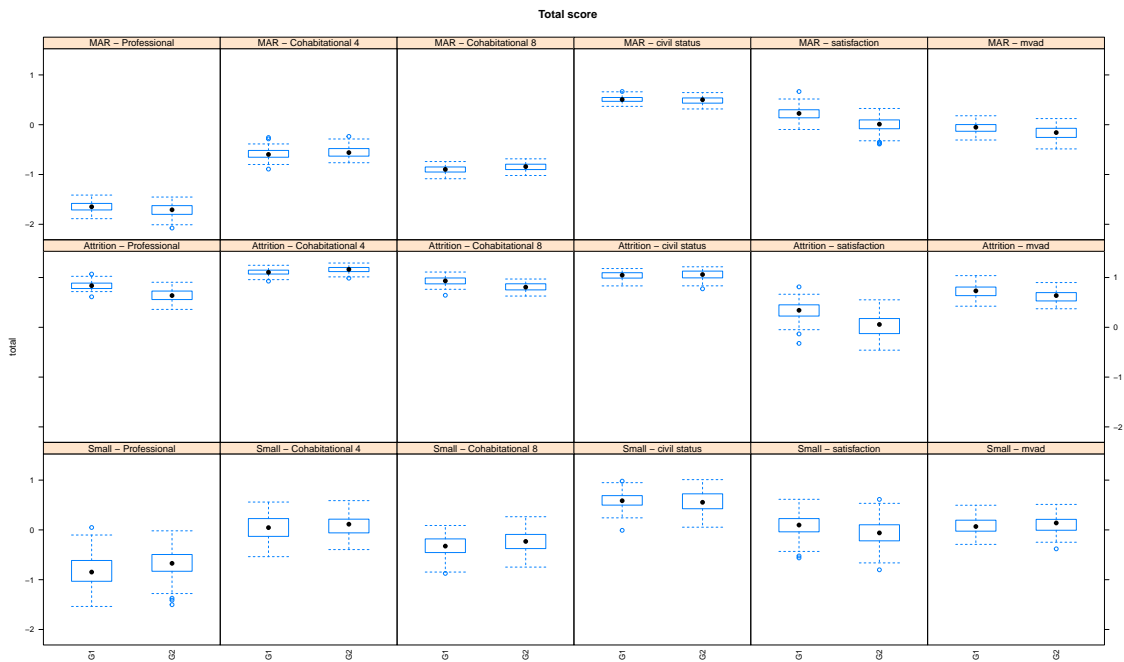 Total score
MAR − Professional
MAR − Cohabitational 4
MAR − Cohabitational 8
MAR − civil status
MAR − satisfaction
MAR − mvad
1
0
−1
−2
Attrition − Professional
Attrition − Cohabitational 4
Attrition − Cohabitational 8
Attrition − civil status
Attrition − satisfaction
Attrition − mvad
total
1
0
−1
−2
Small − Professional
Small − Cohabitational 4
Small − Cohabitational 8
Small − civil status
Small − satisfaction
Small − mvad
1
0
−1
−2
G1 G2 G1 G2 G1 G2 G1 G2 G1 G2 G1 G2